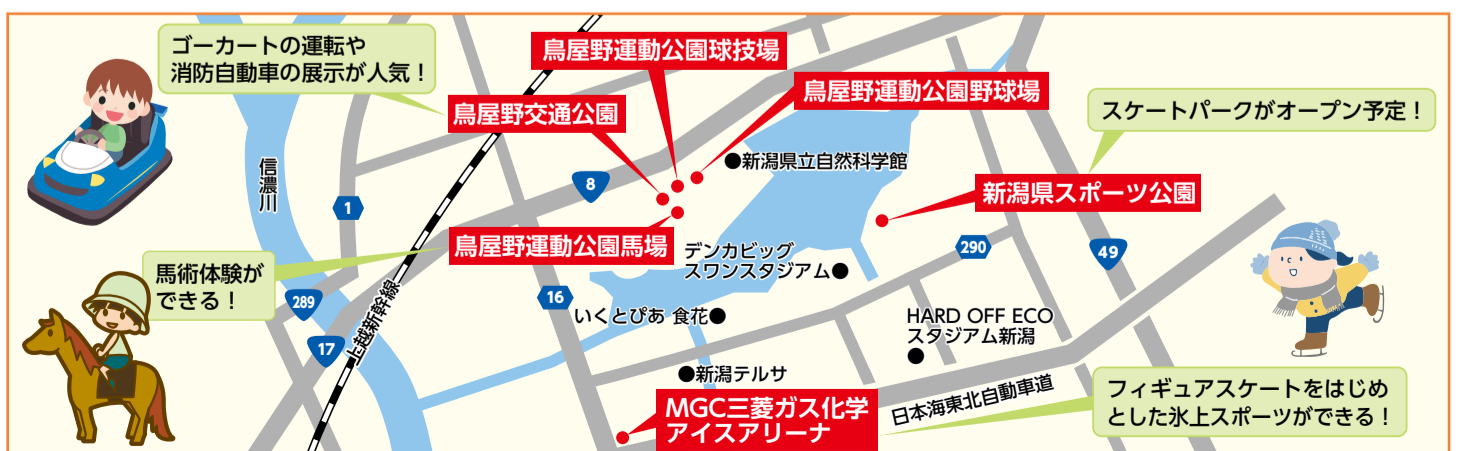 ゴーカートの運転や
消防自動車の展示が人気！
鳥屋野運動公園球技場
鳥屋野運動公園野球場
鳥屋野交通公園
スケートパークがオープン予定！
新潟県立自然科学館
信濃川
8
1
新潟県スポーツ公園
鳥屋野運動公園馬場
デンカビッグ
スワンスタジアム
290
49
馬術体験が
できる！
289
16
いくとぴあ 食花
HARD OFF ECO
スタジアム新潟
17
上越新幹線
新潟テルサ
MGC三菱ガス化学
アイスアリーナ
日本海東北自動車道
フィギュアスケートをはじめ
とした氷上スポーツができる！